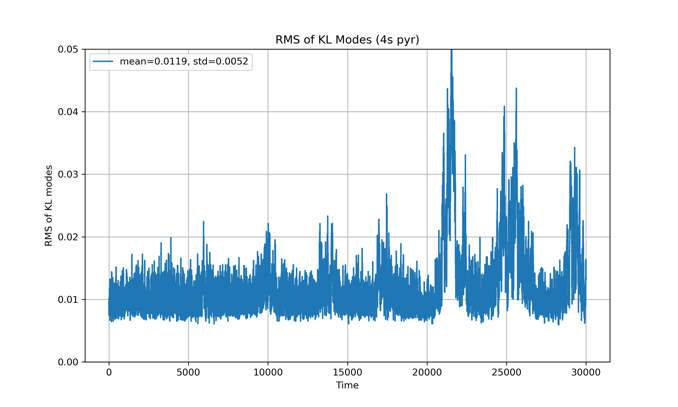 RMS of KL Modes (4s pyr)
mean=0.0119, std=0.0052
RMS of KL modes
0.05
0.04
0.03
0.02
0.01
0.00
0 5000 10000 15000 20000 25000 30000
Time